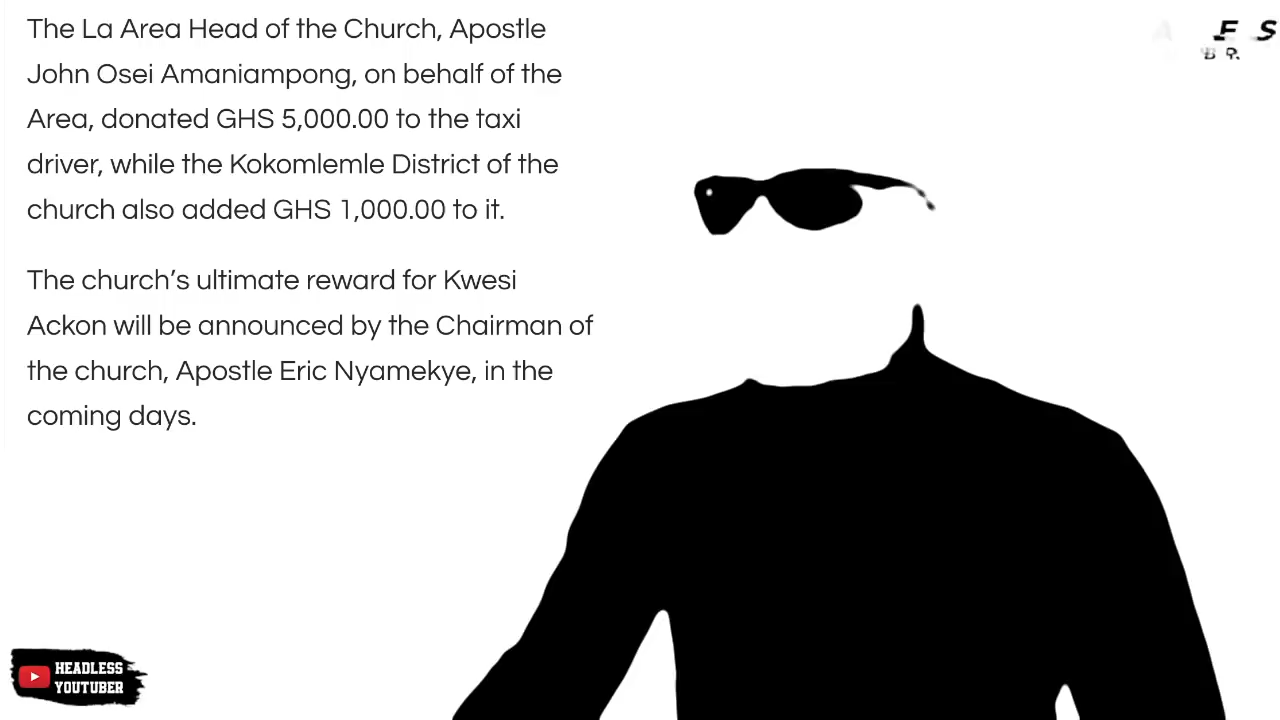 The La Area Head of the Church, Apostle
John Osei Amaniampong, on behalf of the
Area, donated GHS 5,000.00 to the taxi
driver, while the Kokomlemle District of the
church also added GHS 1,000.00 to it.
The church’s ultimate reward for Kwesi
Ackon will be announced by the Chairman of
the church, Apostle Eric Nyamekye, in the
coming days.
HEADLESS
YOUTUBER